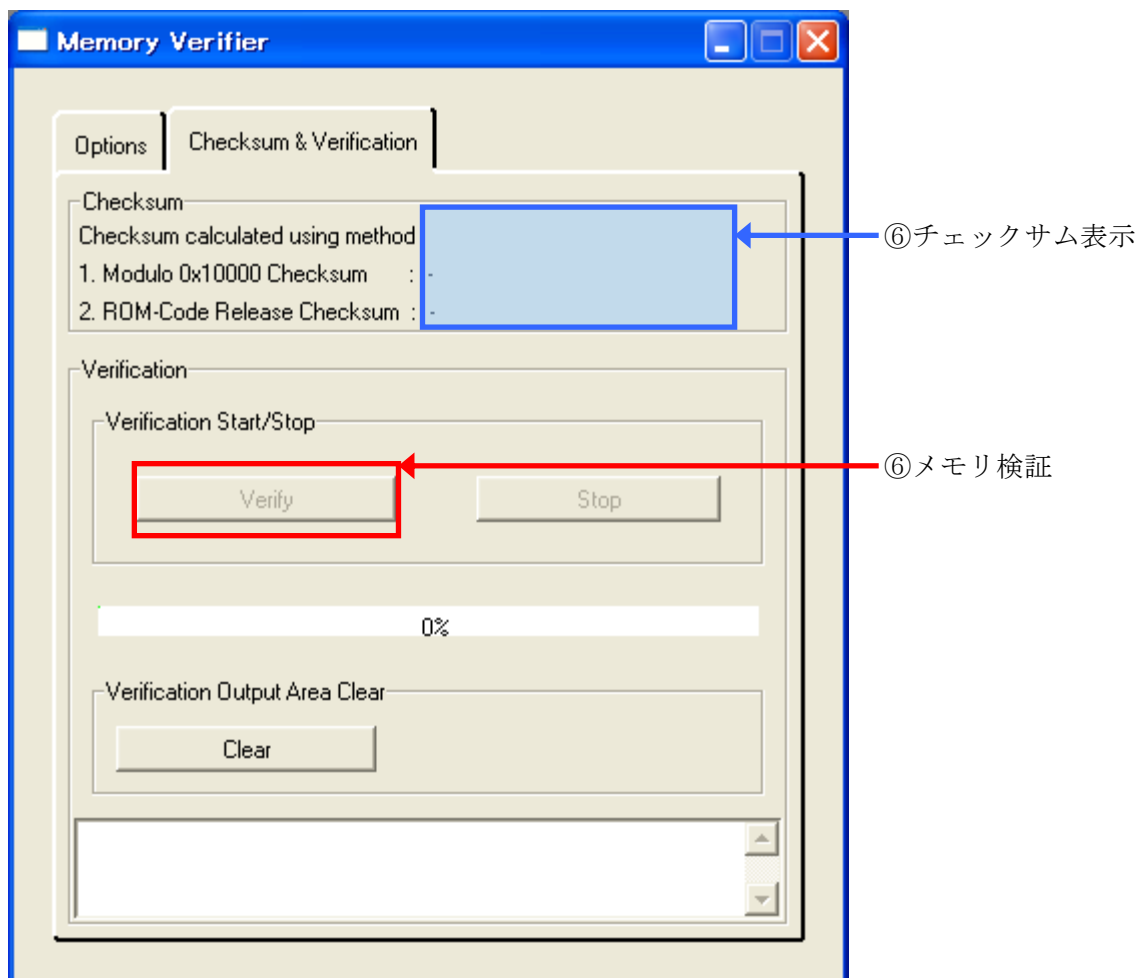 Memory Verifier
Options
Checksum & Verification
Checksum
Checksum calculated using method
1. Modulo 0x10000 Checksum : -
2. ROM-Code Release Checksum : -
⑥チェックサム表示
Verification
Verification Start/Stop
Verify
Stop
⑥メモリ検証
0%
Verification Output Area Clear
Clear